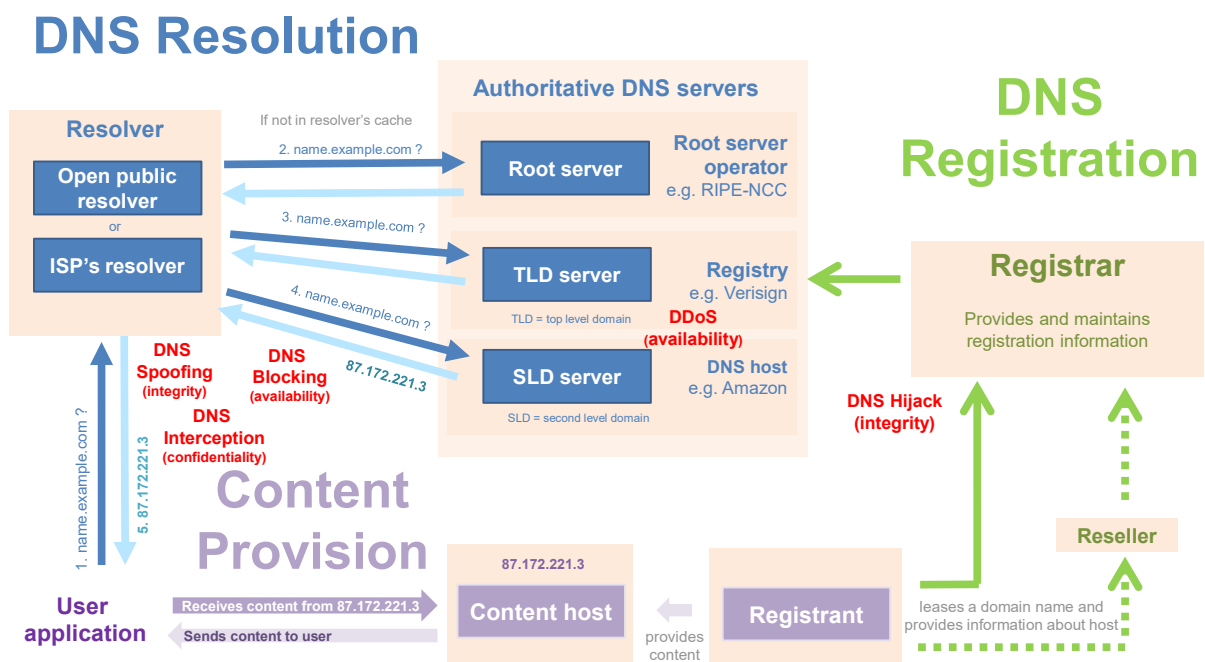 DNS Resolution
DNS
Registration
Resolver
Open public
resolver
or
ISP's resolver
If not in resolver's cache
2. name.example.com ?
3. name.example.com ?
4. name.example.com ?
87.172.221.3
Authoritative DNS servers
Root server
Root server
operator
e.g. RIPE-NCC
TLD server
Registry
e.g. Verisign
TLD = top level domain
DDoS
(availability)
SLD server
DNS host
e.g. Amazon
SLD = second level domain
Registrar
Provides and maintains
registration information
DNS Hijack
(integrity)
Reseller
DNS
Spoofing
(integrity)
DNS
Blocking
(availability)
DNS
Interception
(confidentiality)
1. name.example.com ?
5. 87.172.221.3
Content
Provision
User
application
Receives content from 87.172.221.3
Sends content to user
87.172.221.3
Content host
provides
content
Registrant
leases a domain name and
provides information about host